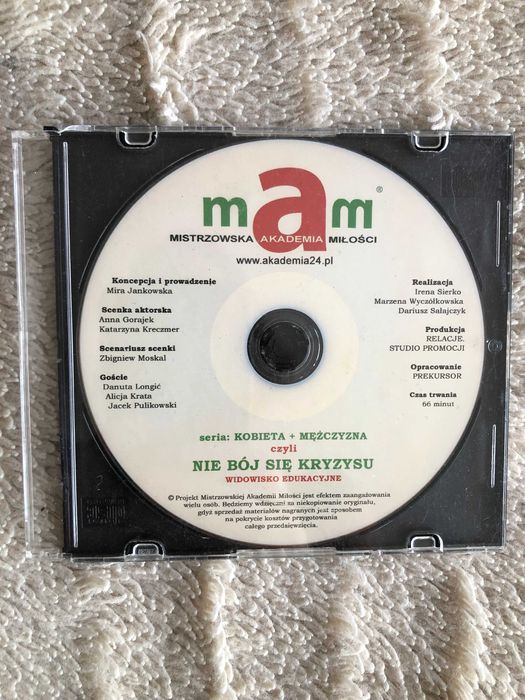 mam®
MISTRZOWSKA AKADEMIA MIŁOŚCI
www.akademia24.pl
Koncepcja i prowadzenie
Mira Jankowska
Scenka aktorska
Anna Gorajek
Katarzyna Kreczmer
Scenariusz scenki
Zbigniew Moskal
Goście
Danuta Longić
Alicja Krata
Jacek Pulikowski
Realizacja
Irena Sierko
Marzena Wyczółkowska
Dariusz Sałajczyk
Produkcja
RELACJE.
STUDIO PROMOCJI
Opracowanie
PREKURSOR
Czas trwania
66 minut
seria: KOBIETA + MĘŻCZYZNA
czyli
NIE BÓJ SIĘ KRYZYSU
WIDOWISKO EDUKACYJNE
© Projekt Mistrzowskiej Akademii Miłości jest efektem zaangażowania
wielu osób. Będziemy wdzięczni za niekopiowanie oryginału,
gdyż sprzedaż materiałów nagranych jest sposobem
na pokrycie kosztów przygotowania
całego przedsięwzięcia.